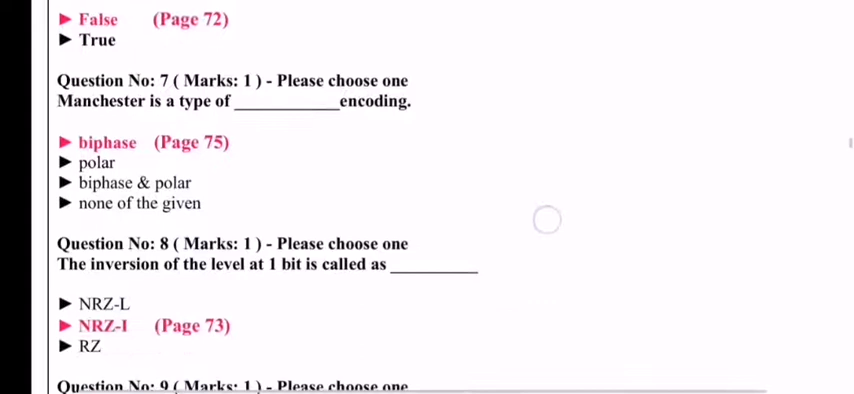 ► False (Page 72)
► True
Question No: 7 ( Marks: 1 ) - Please choose one
Manchester is a type of ____________encoding.
► biphase (Page 75)
► polar
► biphase & polar
► none of the given
Question No: 8 ( Marks: 1 ) - Please choose one
The inversion of the level at 1 bit is called as __________
► NRZ-L
► NRZ-I (Page 73)
► RZ
Question No: 9 ( Marks: 1 ) - Please choose one